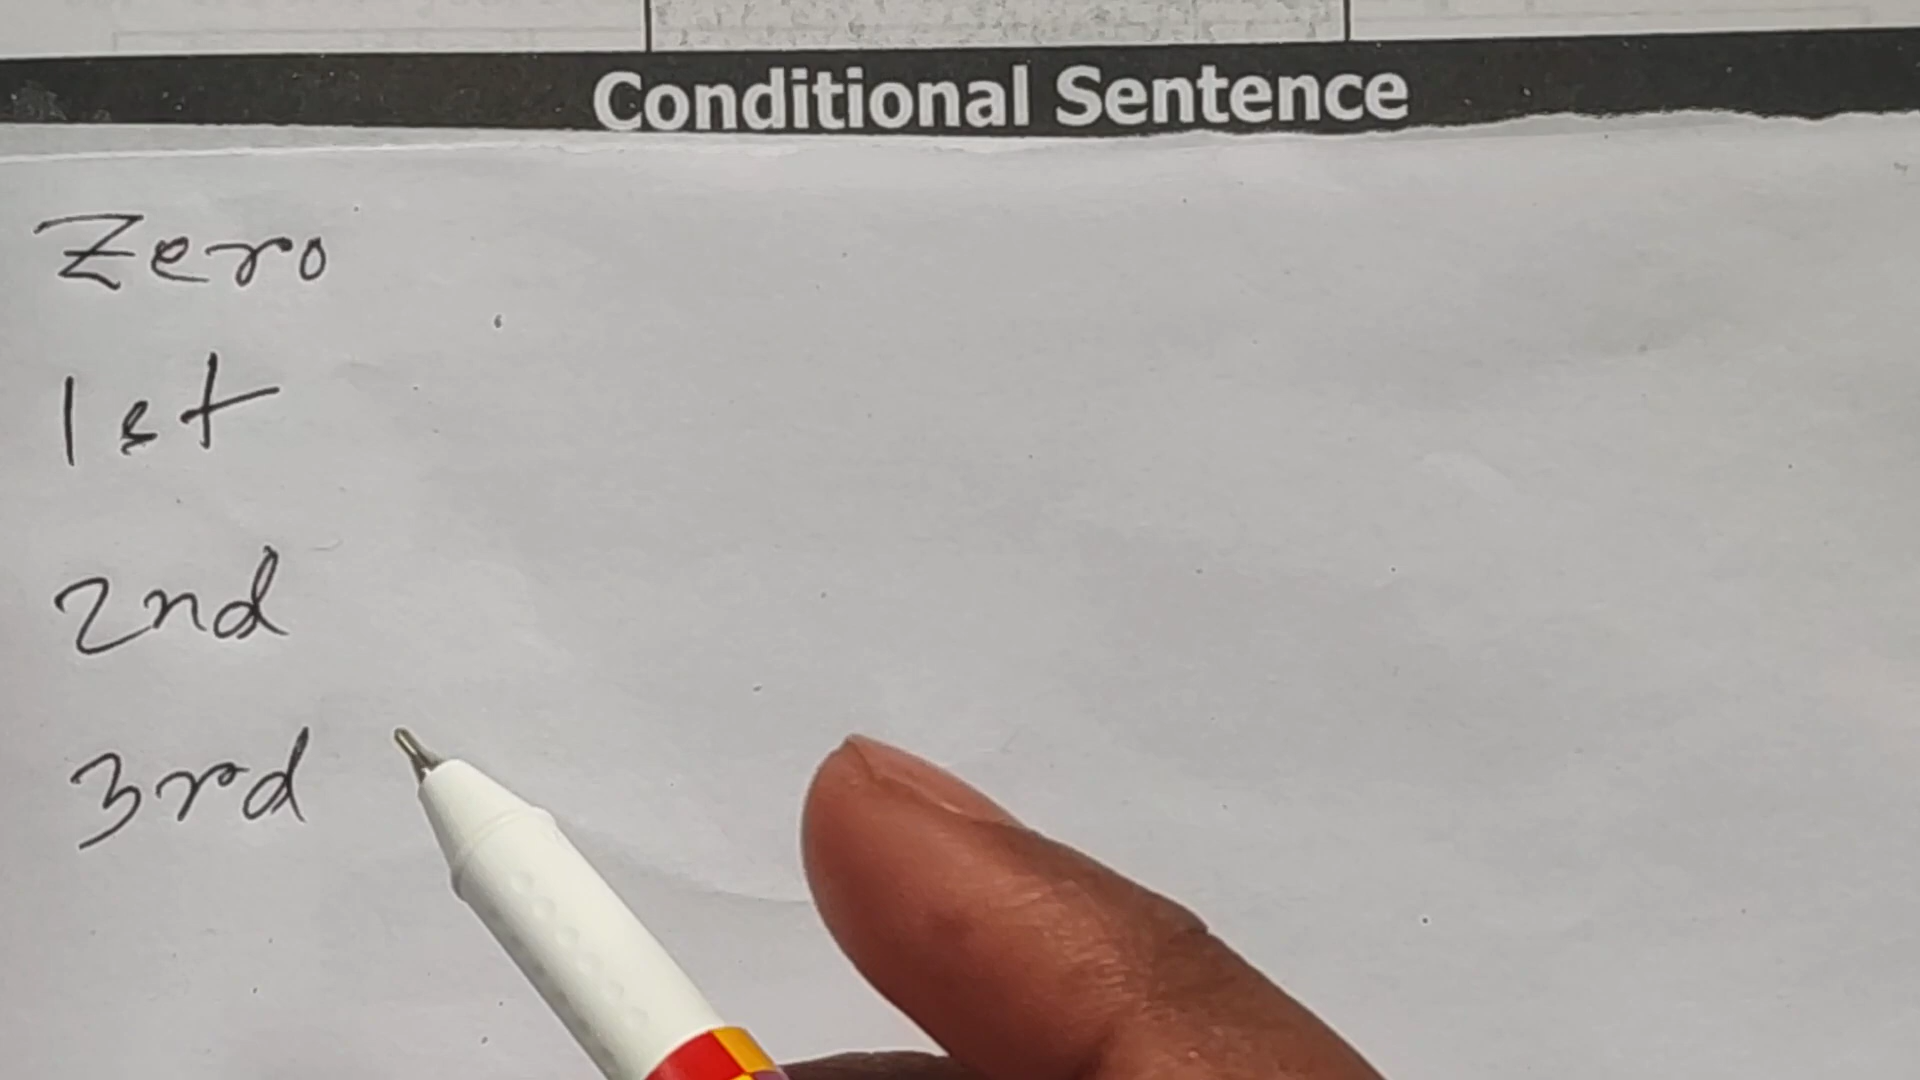 Conditional Sentence
Zero
1st
2nd
3rd